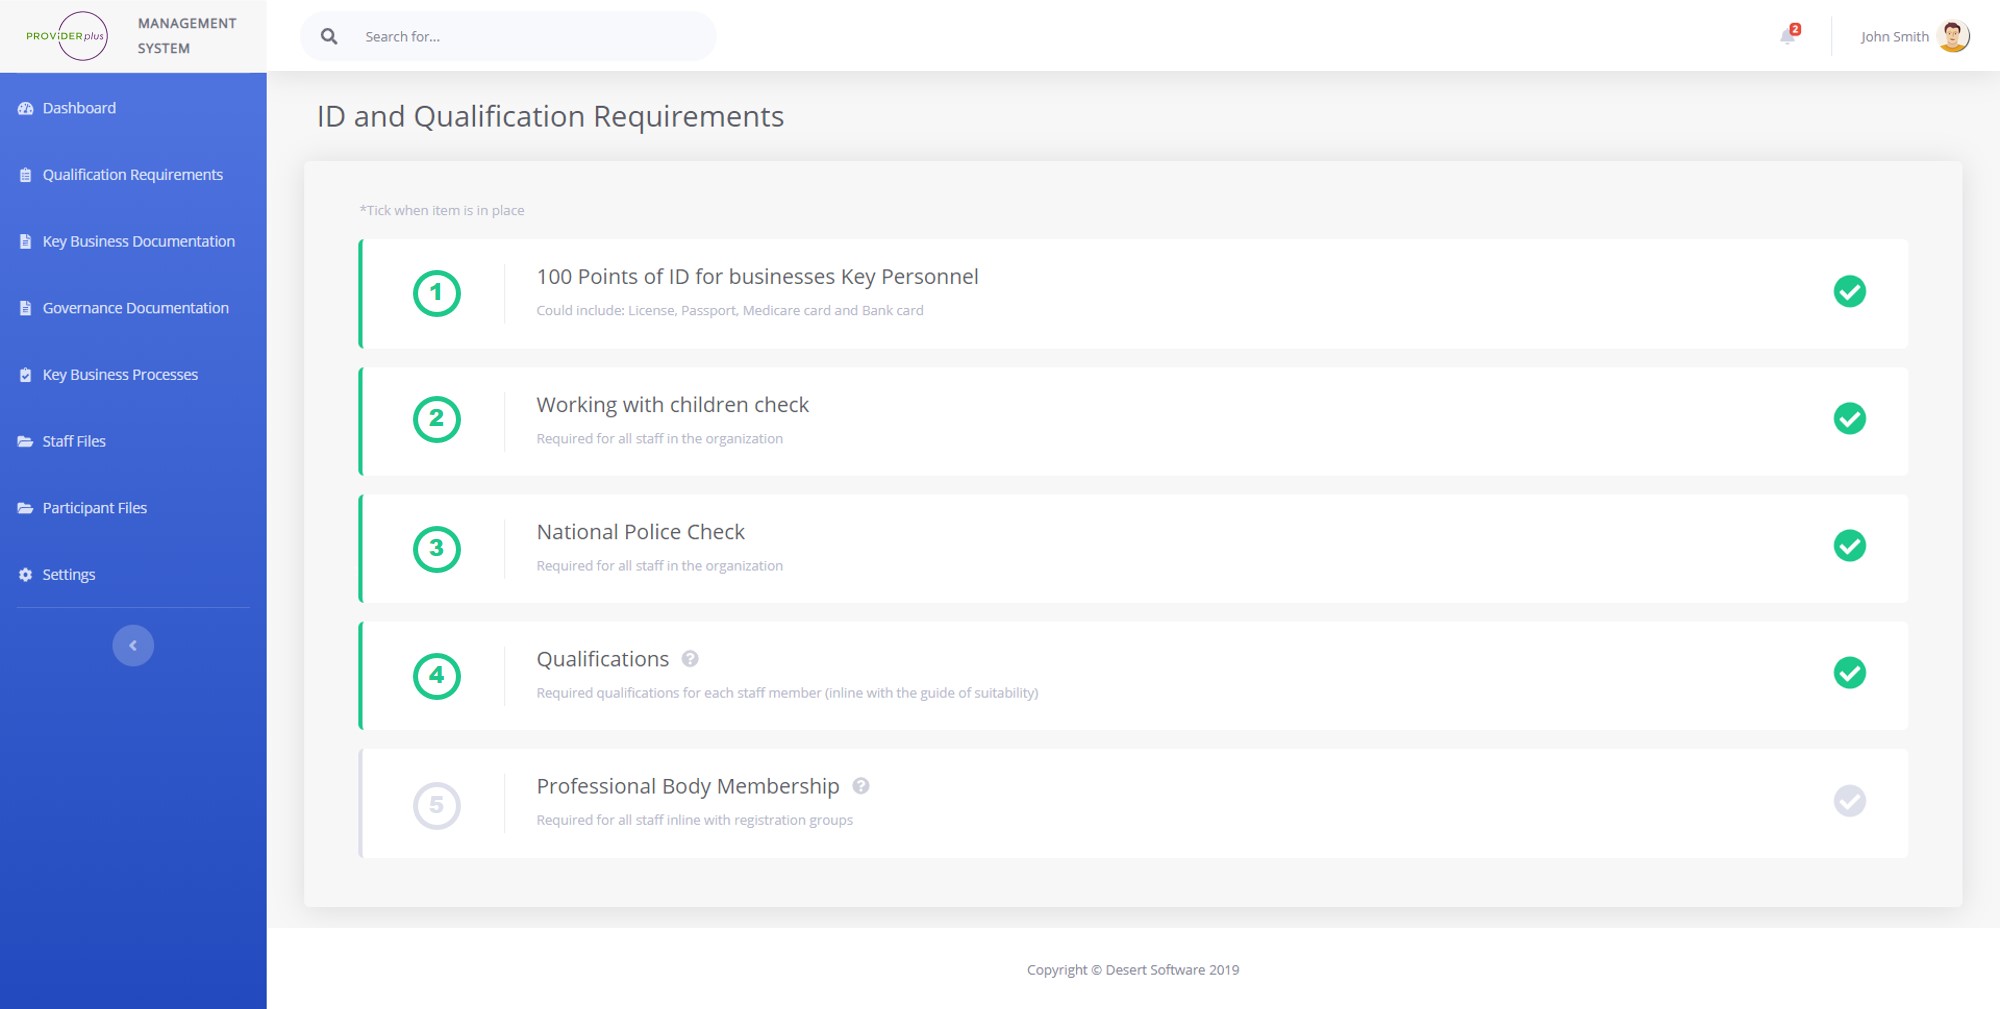 PROViDER plus
MANAGEMENT
SYSTEM
Search for...
2
John Smith
Dashboard
Qualification Requirements
Key Business Documentation
Governance Documentation
Key Business Processes
Staff Files
Participant Files
Settings
ID and Qualification Requirements
*Tick when item is in place
1
100 Points of ID for businesses Key Personnel
Could include: License, Passport, Medicare card and Bank card
2
Working with children check
Required for all staff in the organization
3
National Police Check
Required for all staff in the organization
4
Qualifications ?
Required qualifications for each staff member (inline with the guide of suitability)
5
Professional Body Membership ?
Required for all staff inline with registration groups
Copyright © Desert Software 2019